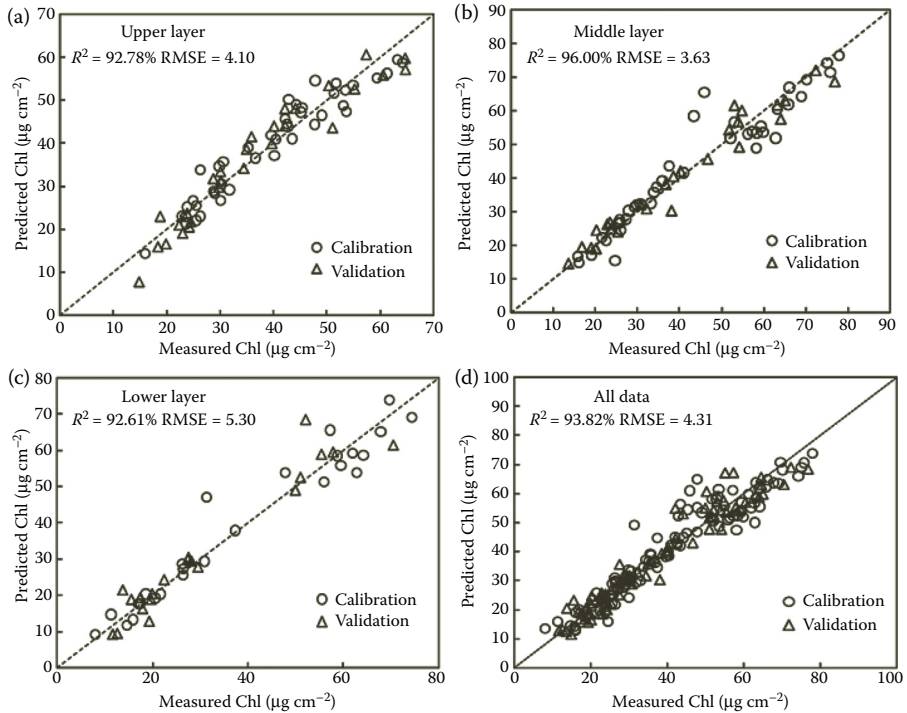 (a)
Upper layer
R² = 92.78% RMSE = 4.10
Predicted Chl (µg cm⁻²)
70
60
50
40
30
20
10
0
0 10 20 30 40 50 60 70
Measured Chl (µg cm⁻²)
Calibration
Validation
(b)
Middle layer
R² = 96.00% RMSE = 3.63
Predicted Chl (µg cm⁻²)
90
80
70
60
50
40
30
20
10
0
0 10 20 30 40 50 60 70 80 90
Measured Chl (µg cm⁻²)
Calibration
Validation
(c)
Lower layer
R² = 92.61% RMSE = 5.30
Predicted Chl (µg cm⁻²)
80
70
60
50
40
30
20
10
0
0 20 40 60 80
Measured Chl (µg cm⁻²)
Calibration
Validation
(d)
All data
R² = 93.82% RMSE = 4.31
Predicted Chl (µg cm⁻²)
100
90
80
70
60
50
40
30
20
10
0
0 20 40 60 80 100
Measured Chl (µg cm⁻²)
Calibration
Validation